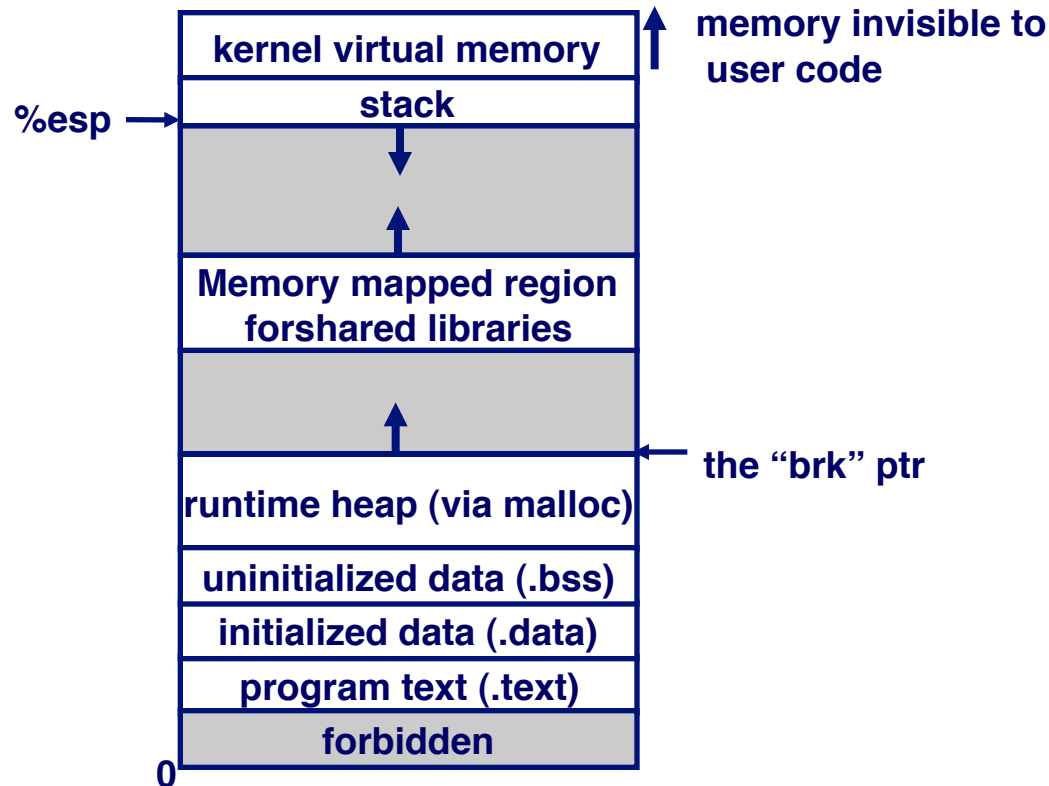 memory invisible to
user code
kernel virtual memory
%esp
stack
Memory mapped region
forshared libraries
the “brk” ptr
runtime heap (via malloc)
uninitialized data (.bss)
initialized data (.data)
program text (.text)
forbidden
0